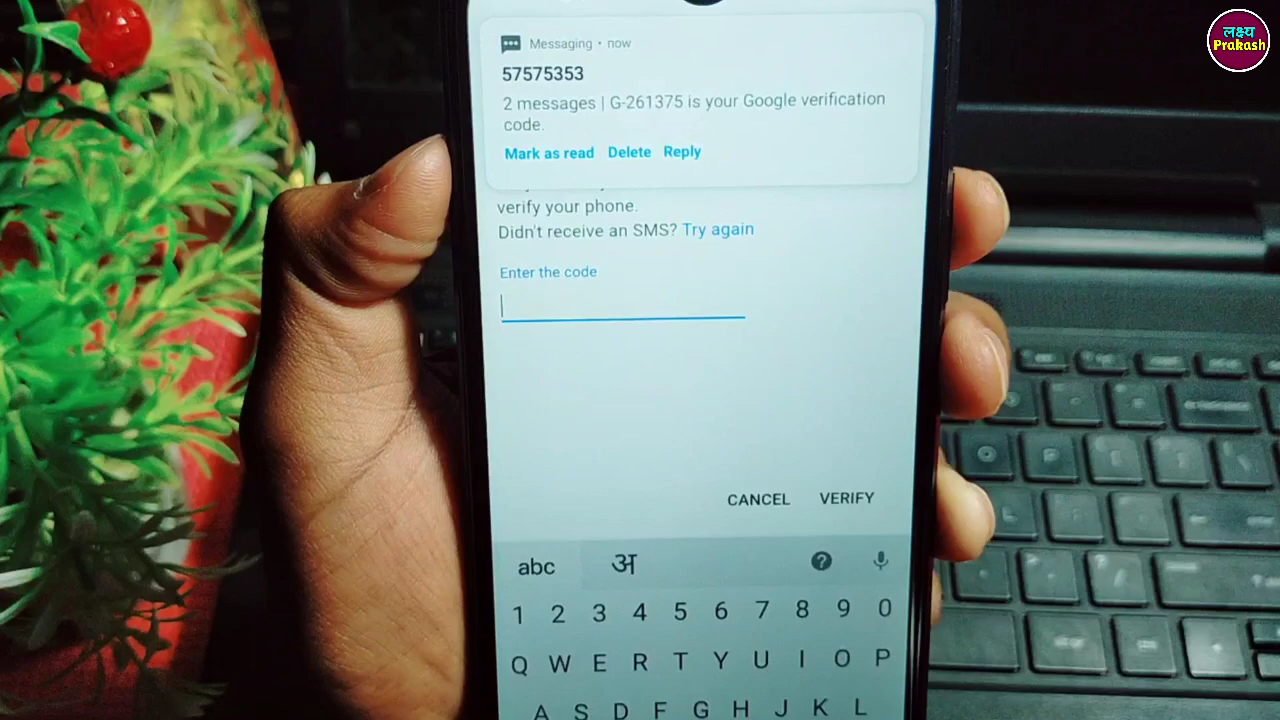 लक्ष्य
Prakash
Messaging • now
57575353
2 messages | G-261375 is your Google verification
code.
Mark as read Delete Reply
verify your phone.
Didn't receive an SMS? Try again
Enter the code
CANCEL VERIFY
abc अ
1 2 3 4 5 6 7 8 9 0
Q W E R T Y U I O P
A S D F G H J K L